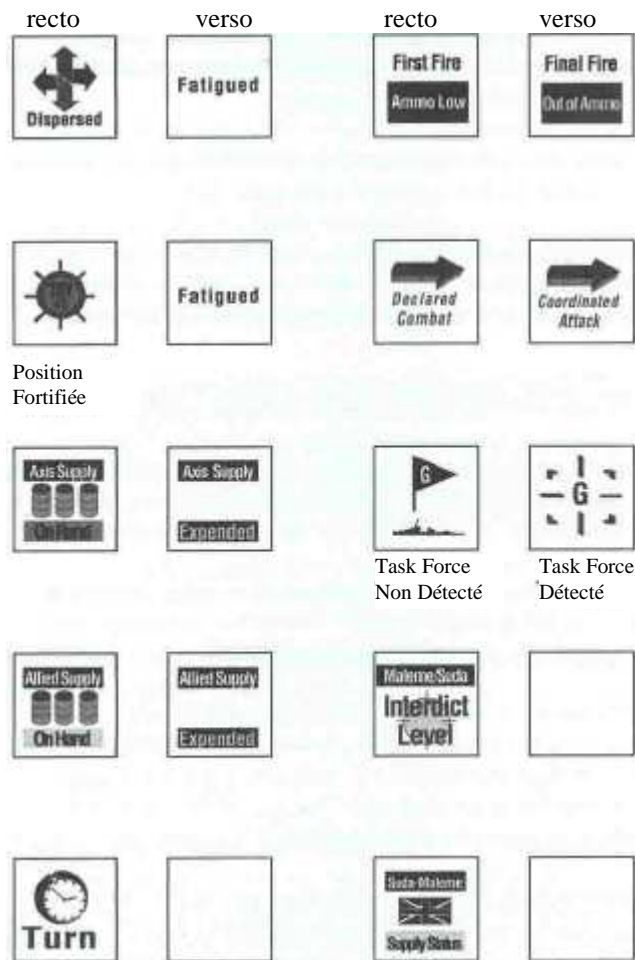 recto verso recto verso
Dispersed
Fatigued
First Fire
Ammo Low
Final Fire
Out of Ammo
Fatigued
Declared
Combat
Coordinated
Attack
Position
Fortifiée
Axis Supply
On Hand
Axis Supply
Expended
G
G
Task Force
Non Détecté
Task Force
Détecté
Allied Supply
On Hand
Allied Supply
Expended
Maleme Suda
Interdict
Level
Turn
Suda-Maleme
Supply Status